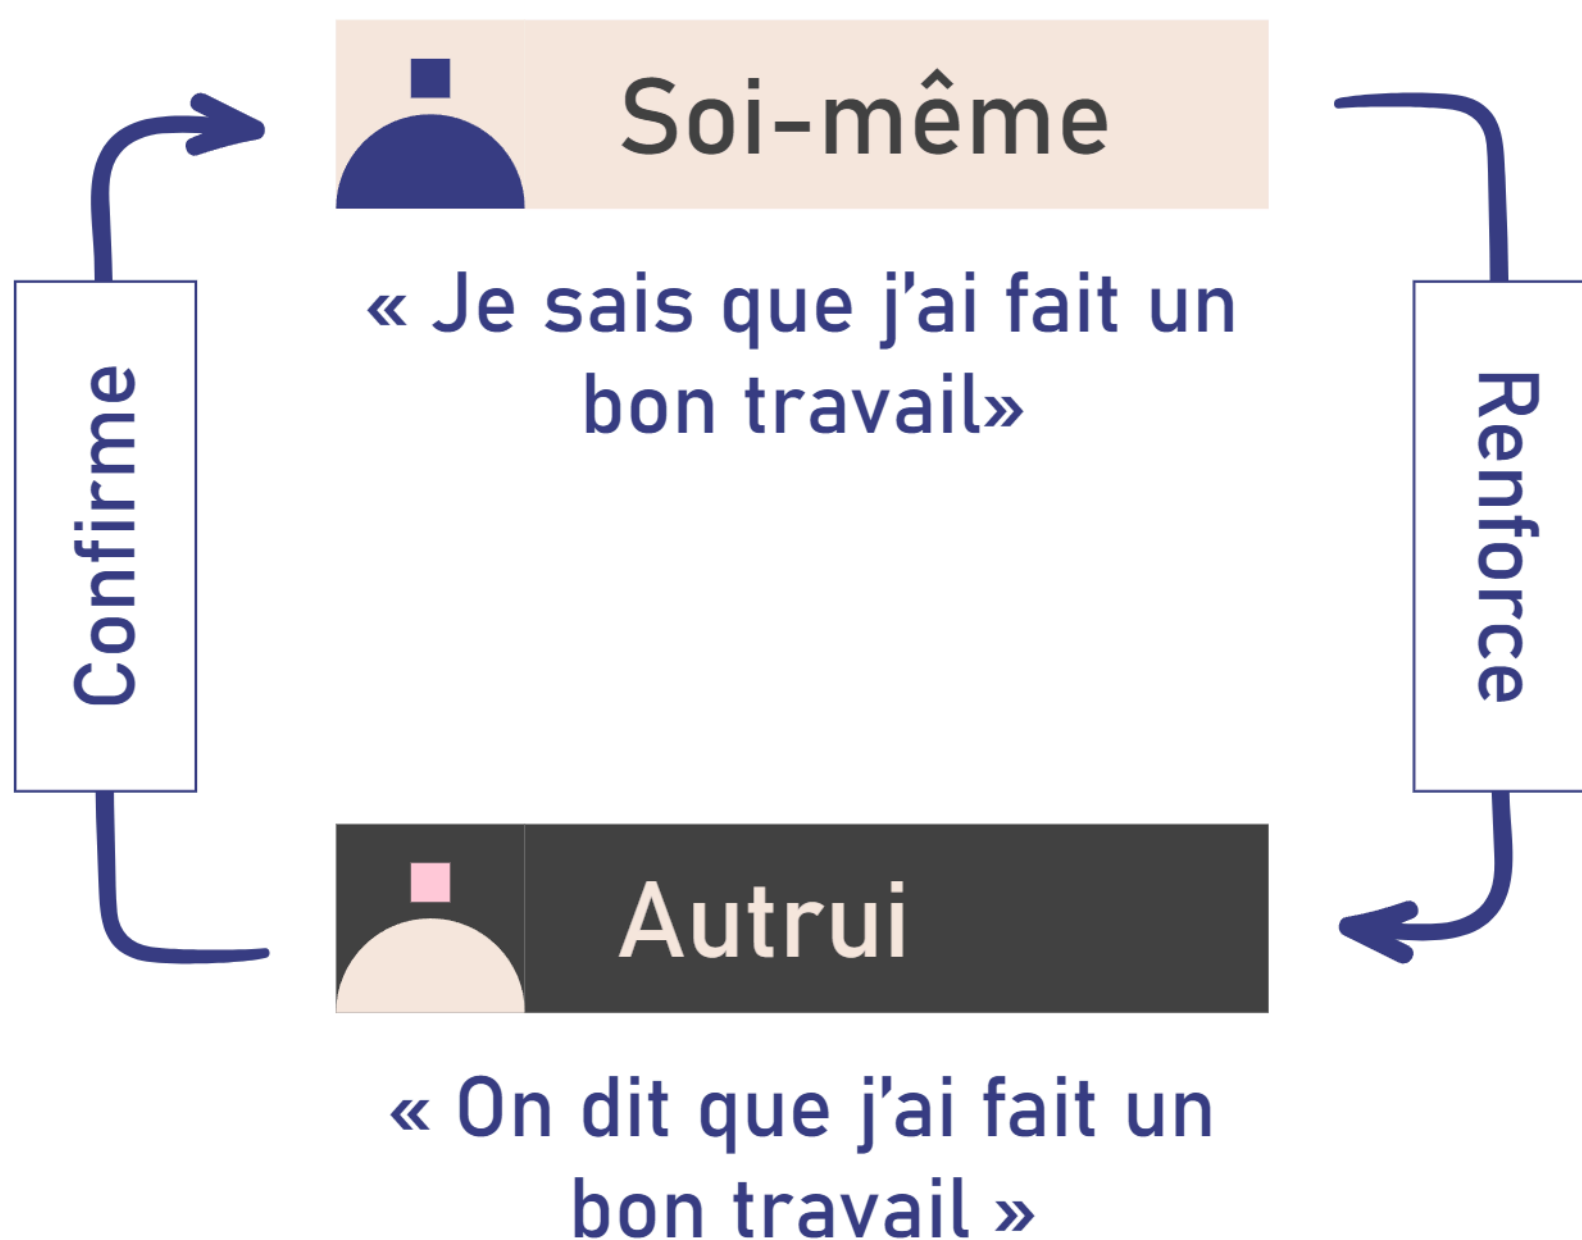 Soi-même
« Je sais que j’ai fait un
bon travail»
Confirme
Renforce
Autrui
« On dit que j’ai fait un
bon travail »